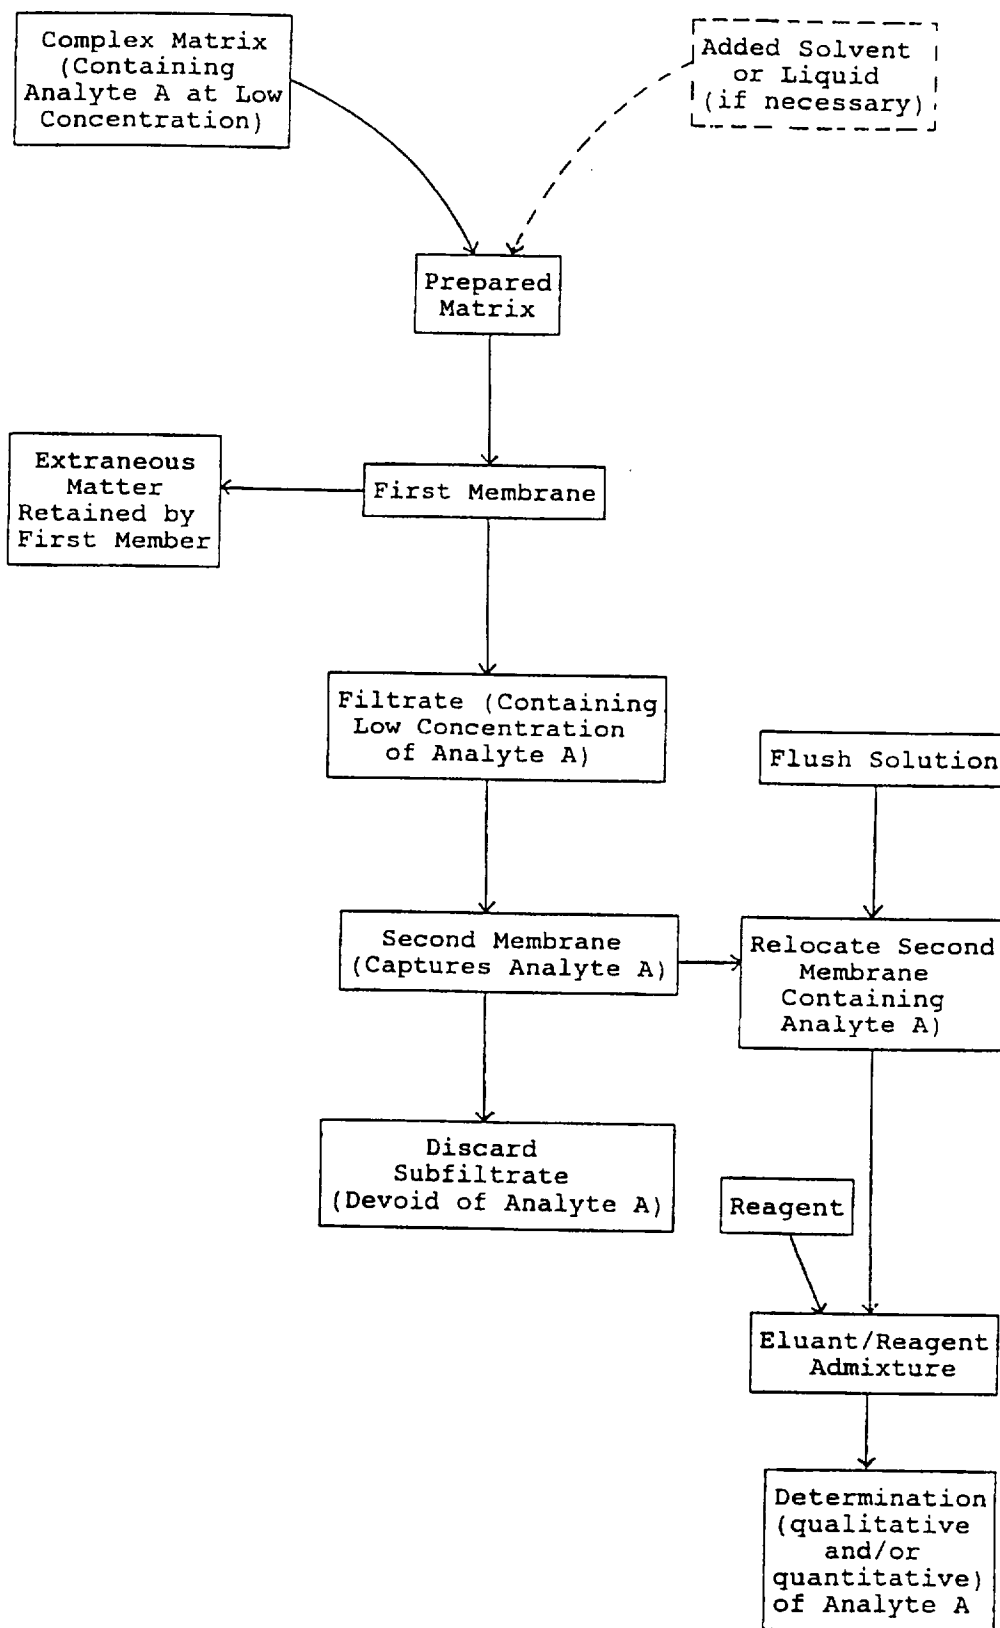 Complex Matrix
(Containing
Analyte A at Low
Concentration)
Added Solvent
or Liquid
(if necessary)
Prepared
Matrix
Extraneous
Matter
Retained by
First Member
First Membrane
Filtrate (Containing
Low Concentration
of Analyte A)
Flush Solution
Second Membrane
(Captures Analyte A)
Relocate Second
Membrane
Containing
Analyte A)
Discard
Subfiltrate
(Devoid of Analyte A)
Reagent
Eluant/Reagent
Admixture
Determination
(qualitative
and/or
quantitative)
of Analyte A